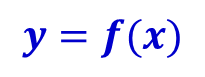 y = f(x)